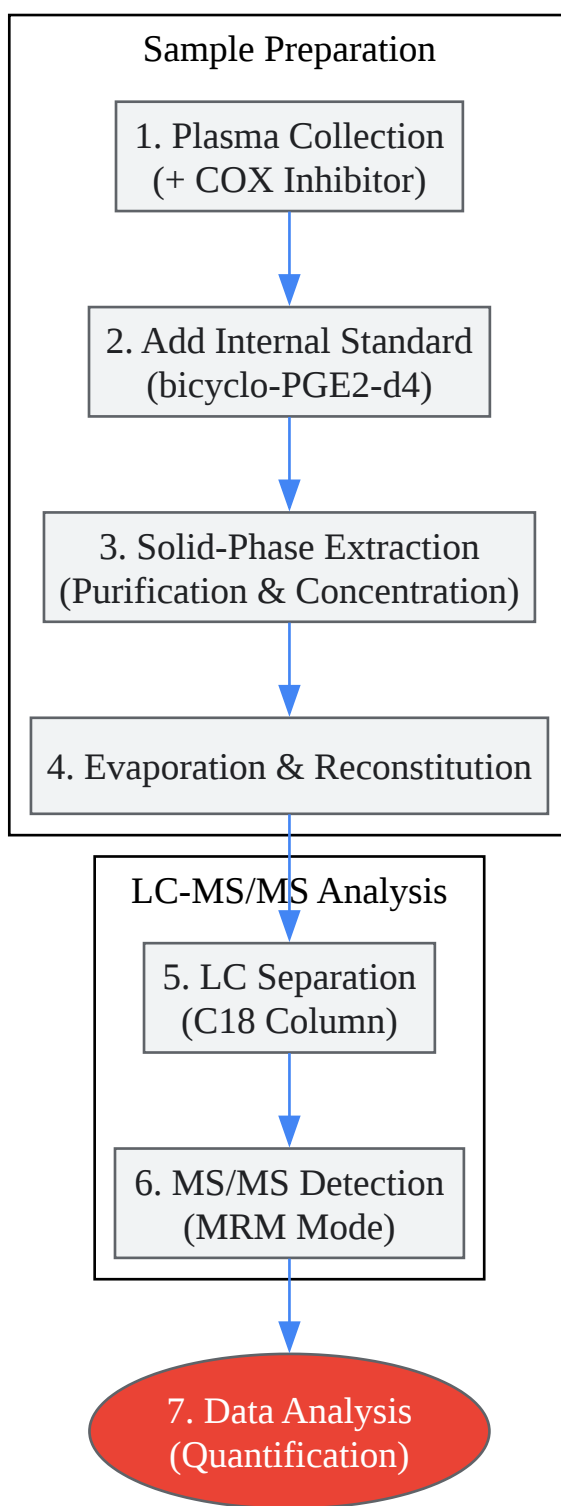 Sample Preparation
1. Plasma Collection
(+ COX Inhibitor)
2. Add Internal Standard
(bicyclo-PGE2-d4)
3. Solid-Phase Extraction
(Purification & Concentration)
4. Evaporation & Reconstitution
LC-MS/MS Analysis
5. LC Separation
(C18 Column)
6. MS/MS Detection
(MRM Mode)
7. Data Analysis
(Quantification)